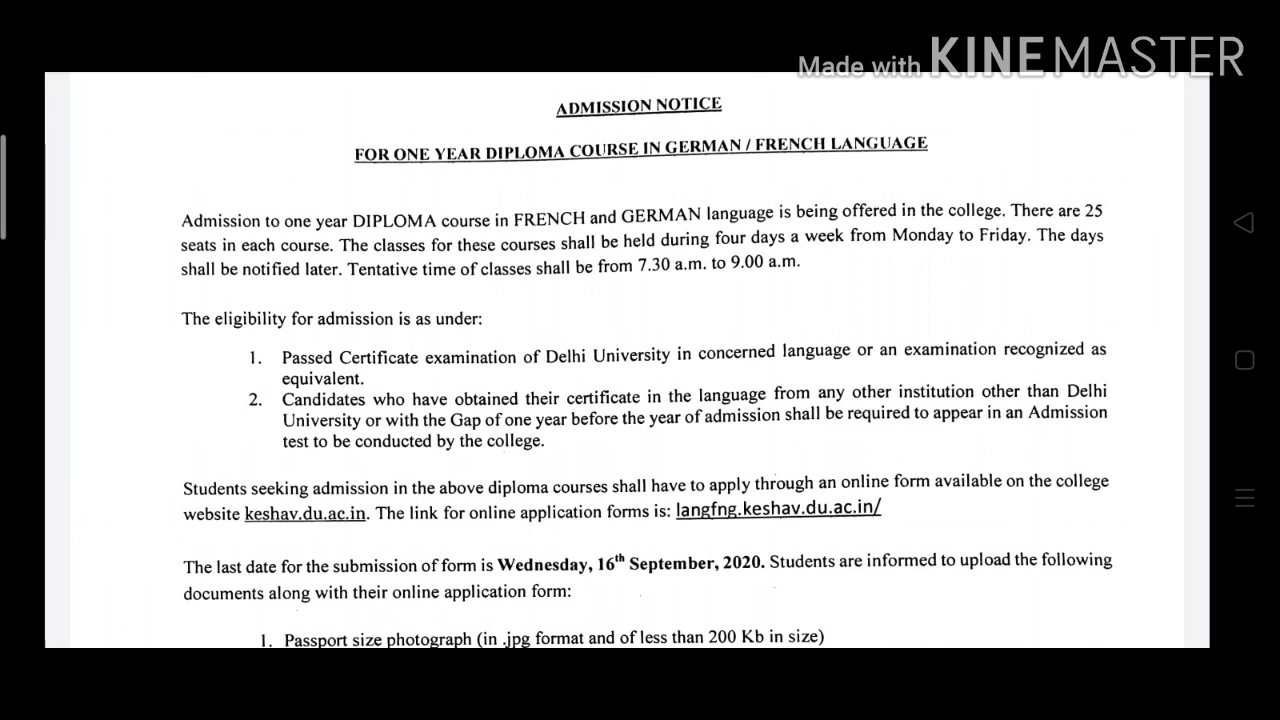 Made with KINEMASTER
ADMISSION NOTICE
FOR ONE YEAR DIPLOMA COURSE IN GERMAN / FRENCH LANGUAGE
Admission to one year DIPLOMA course in FRENCH and GERMAN language is being offered in the college. There are 25
seats in each course. The classes for these courses shall be held during four days a week from Monday to Friday. The days
shall be notified later. Tentative time of classes shall be from 7.30 a.m. to 9.00 a.m.
The eligibility for admission is as under:
1. Passed Certificate examination of Delhi University in concerned language or an examination recognized as
equivalent.
2. Candidates who have obtained their certificate in the language from any other institution other than Delhi
University or with the Gap of one year before the year of admission shall be required to appear in an Admission
test to be conducted by the college.
Students seeking admission in the above diploma courses shall have to apply through an online form available on the college
website keshav.du.ac.in. The link for online application forms is: langfng.keshav.du.ac.in/
The last date for the submission of form is Wednesday, 16th September, 2020. Students are informed to upload the following
documents along with their online application form:
1. Passport size photograph (in .jpg format and of less than 200 Kb in size)